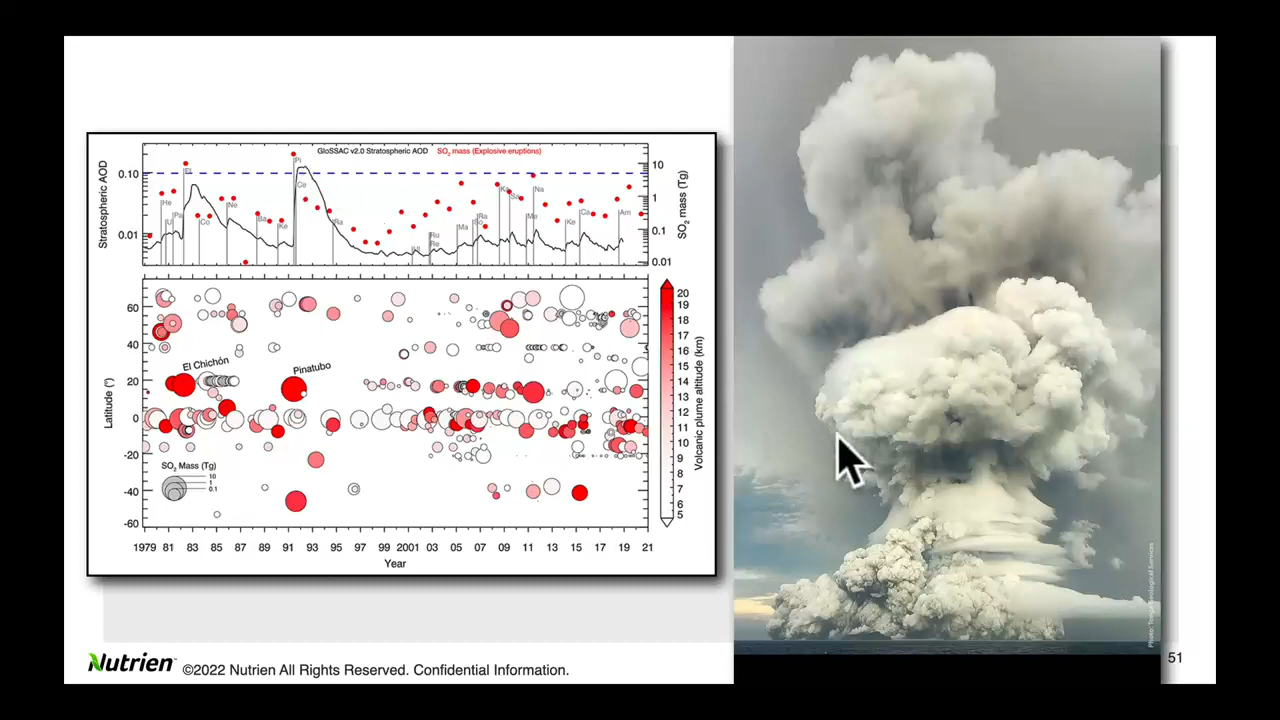 GloSSAC v2.0 Stratospheric AOD SO2 mass (Explosive eruptions)
Stratospheric AOD
0.10
0.01
SO2 mass (Tg)
10
1
0.1
0.01
Pi
El
Ce
He
U
Pa
Co
Ne
Ba
Ke
Ra
Ru
Re
Ma
Ra
So
Ka
Sa
Me
Na
Ke
Ca
Am
Latitude (°)
60
40
20
0
-20
-40
-60
El Chichón
Pinatubo
SO2 Mass (Tg)
10
1
0.1
20
19
18
17
16
15
14
13
12
11
10
9
8
7
6
5
Volcanic plume altitude (km)
1979 81 83 85 87 89 91 93 95 97 99 2001 03 05 07 09 11 13 15 17 19 21
Year
Photo: Tonga Geological Services
Nutrien
©2022 Nutrien All Rights Reserved. Confidential Information.
51